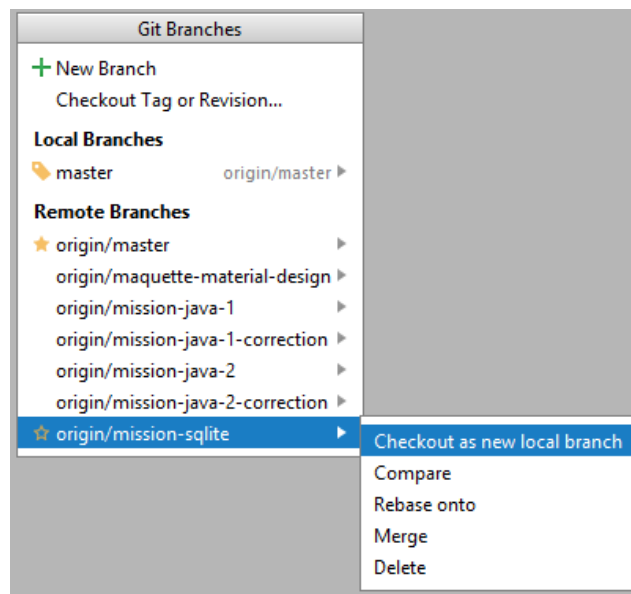 Git Branches
New Branch
Checkout Tag or Revision...
Local Branches
master origin/master
Remote Branches
origin/master
origin/maquette-material-design
origin/mission-java-1
origin/mission-java-1-correction
origin/mission-java-2
origin/mission-java-2-correction
origin/mission-sqlite
Checkout as new local branch
Compare
Rebase onto
Merge
Delete